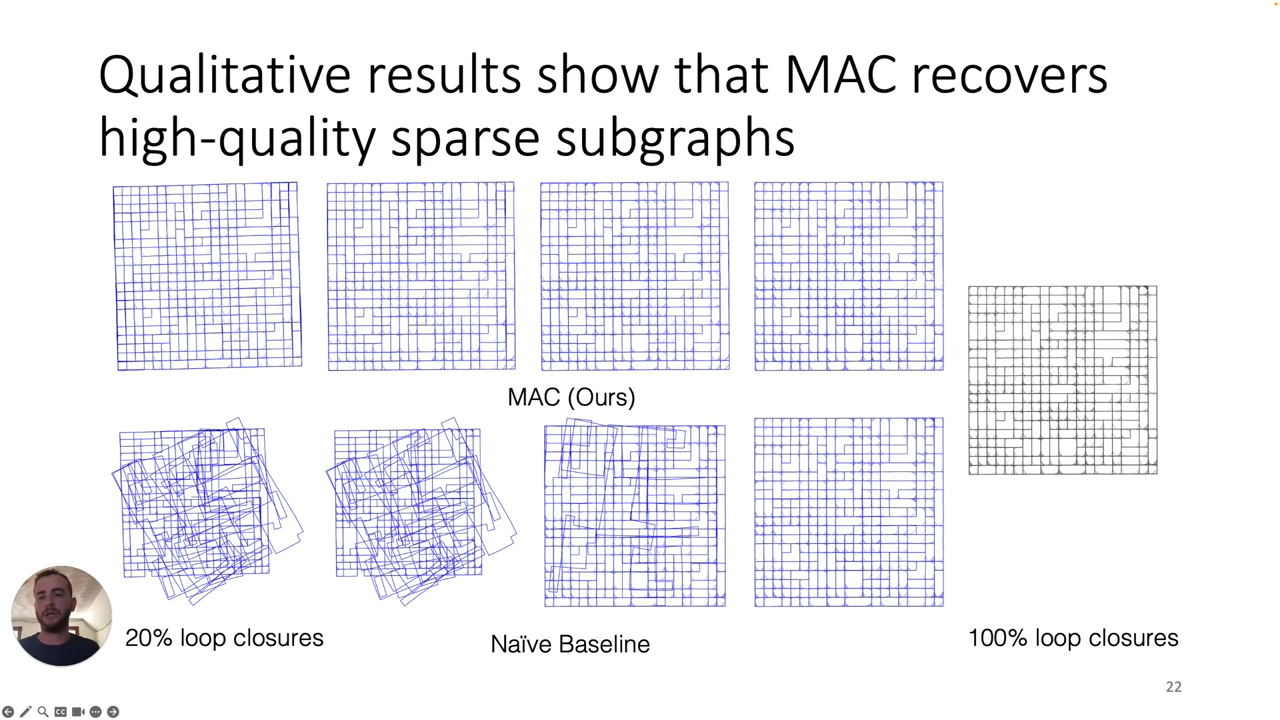 Qualitative results show that MAC recovers
high-quality sparse subgraphs
MAC (Ours)
20% loop closures
Naïve Baseline
100% loop closures
22